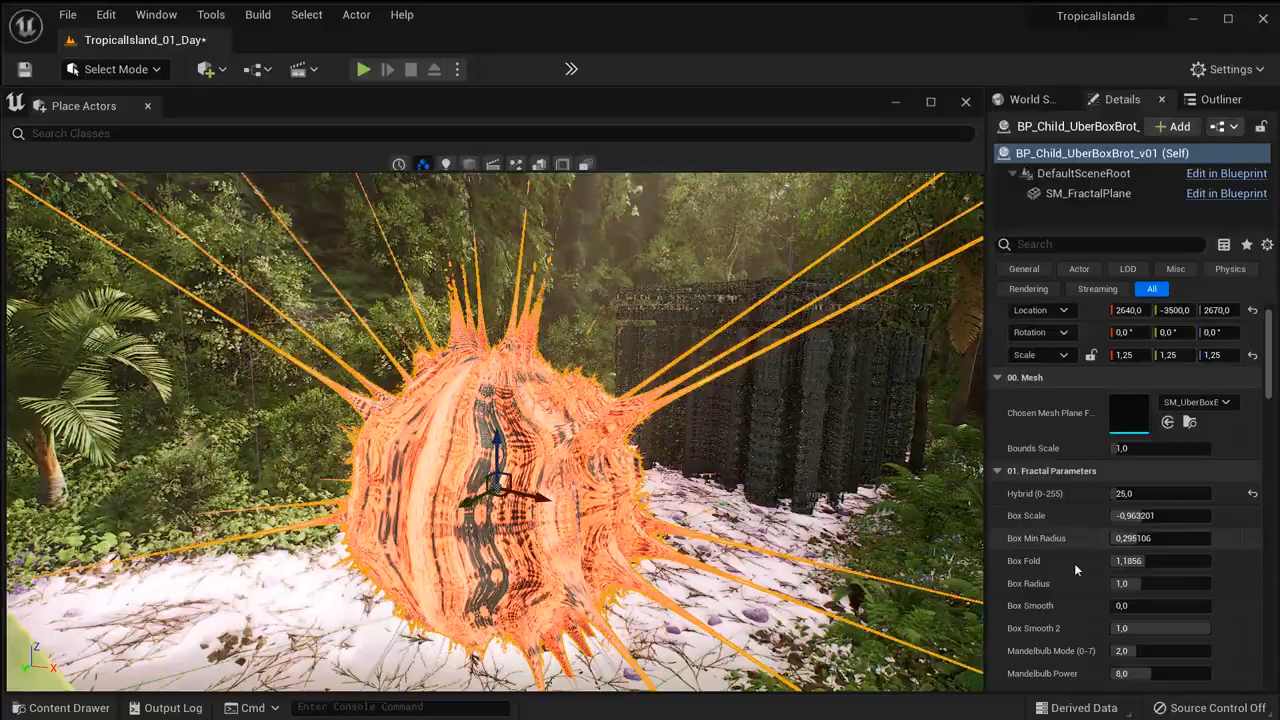 File Edit Window Tools Build Select Actor Help
TropicalIslands
TropicalIsland_01_Day*
Select Mode
Settings
Place Actors
World S... Details Outliner
Search Classes
BP_Child_UberBoxBrot_ Add
BP_Child_UberBoxBrot_v01 (Self)
DefaultSceneRoot Edit in Blueprint
SM_FractalPlane Edit in Blueprint
Search
General Actor LOD Misc Physics
Rendering Streaming All
Location 2640,0 -3500,0 2670,0
Rotation 0,0 ° 0,0 ° 0,0 °
Scale 1,25 1,25 1,25
00. Mesh
Chosen Mesh Plane F... SM_UberBoxE
Bounds Scale 1,0
01. Fractal Parameters
Hybrid (0-255) 25,0
Box Scale -0,963201
Box Min Radius 0,295106
Box Fold 1,1856
Box Radius 1,0
Box Smooth 0,0
Box Smooth 2 1,0
Mandelbulb Mode (0-7) 2,0
Mandelbulb Power 8,0
Z
X
Content Drawer Output Log Cmd Enter Console Command Derived Data Source Control Off